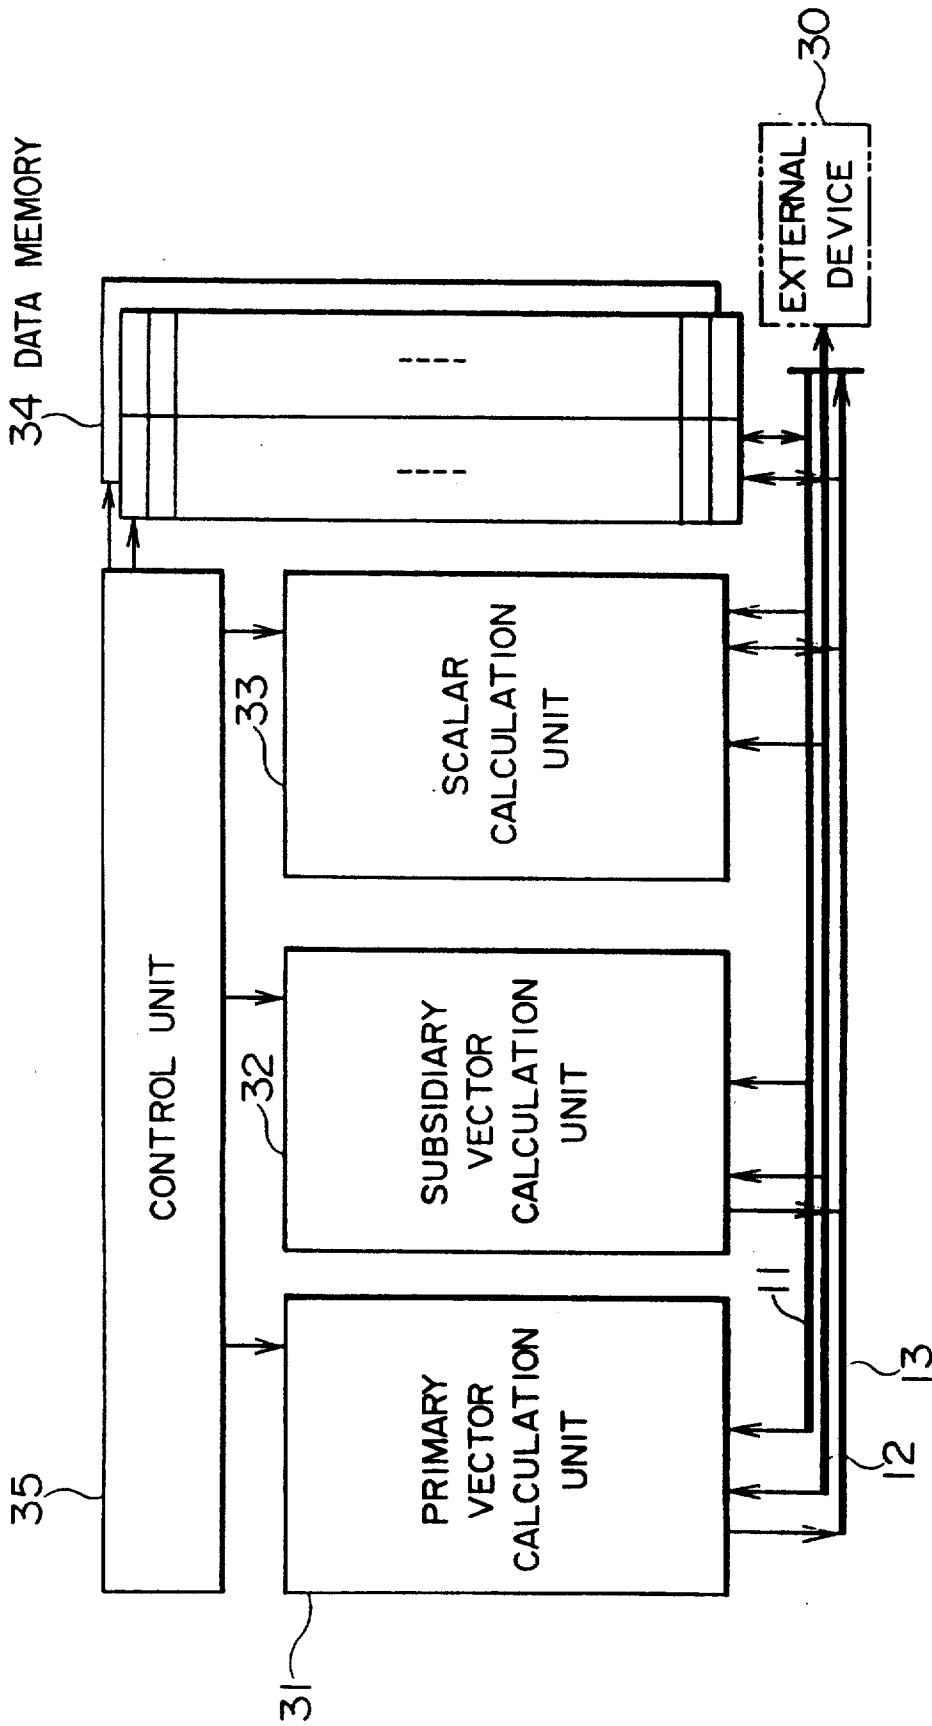 35
CONTROL UNIT
34 DATA MEMORY
31
PRIMARY
VECTOR
CALCULATION
UNIT
32
SUBSIDIARY
VECTOR
CALCULATION
UNIT
33
SCALAR
CALCULATION
UNIT
11
12
13
EXTERNAL
DEVICE
30